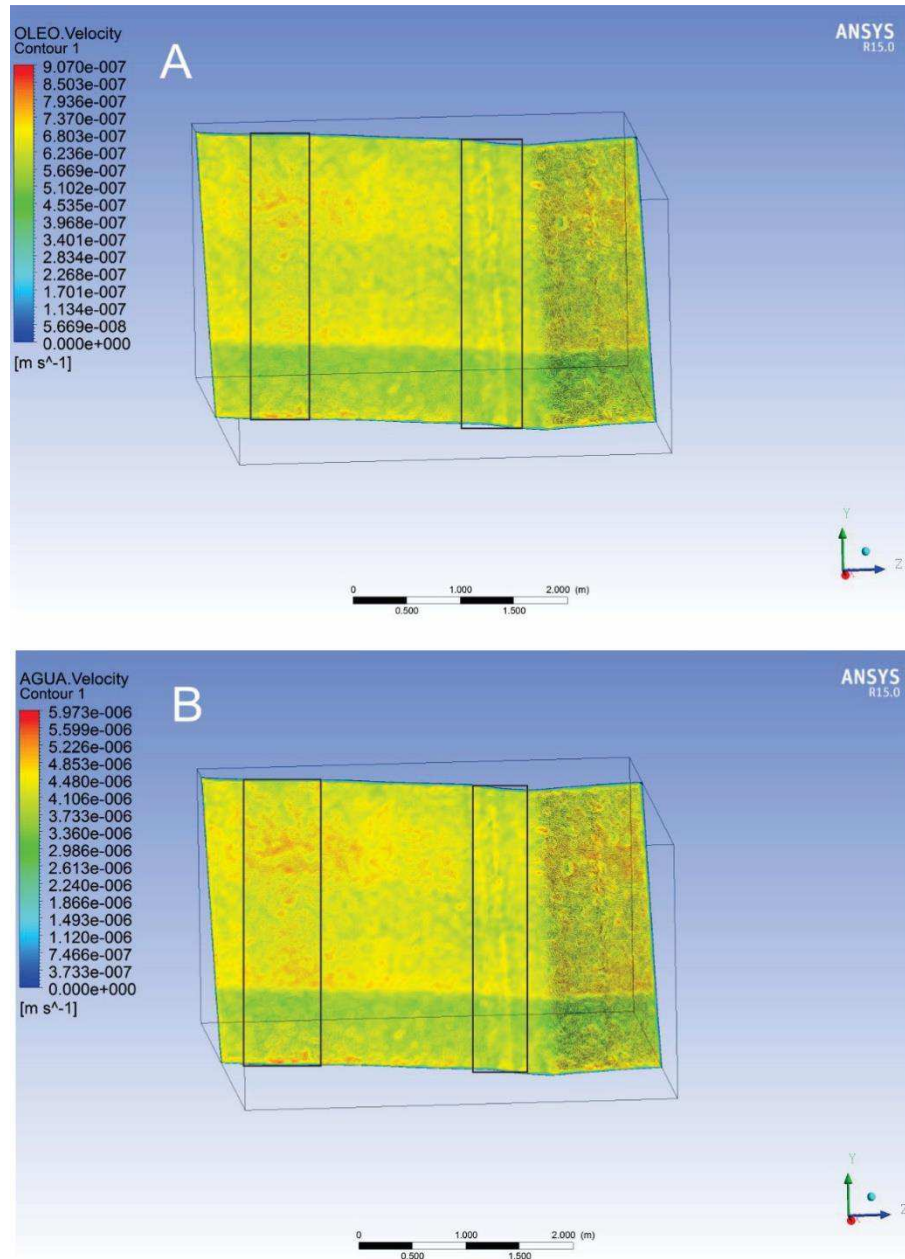 OLEO.Velocity
Contour 1
9.070e-007
8.503e-007
7.936e-007
7.370e-007
6.803e-007
6.236e-007
5.669e-007
5.102e-007
4.535e-007
3.968e-007
3.401e-007
2.834e-007
2.268e-007
1.701e-007
1.134e-007
5.669e-008
0.000e+000
[m s^-1]
A
ANSYS
R15.0
Y
Z
0 1.000 2.000 (m)
0.500 1.500
AGUA.Velocity
Contour 1
5.973e-006
5.599e-006
5.226e-006
4.853e-006
4.480e-006
4.106e-006
3.733e-006
3.360e-006
2.986e-006
2.613e-006
2.240e-006
1.866e-006
1.493e-006
1.120e-006
7.466e-007
3.733e-007
0.000e+000
[m s^-1]
B
ANSYS
R15.0
Y
Z
0 1.000 2.000 (m)
0.500 1.500